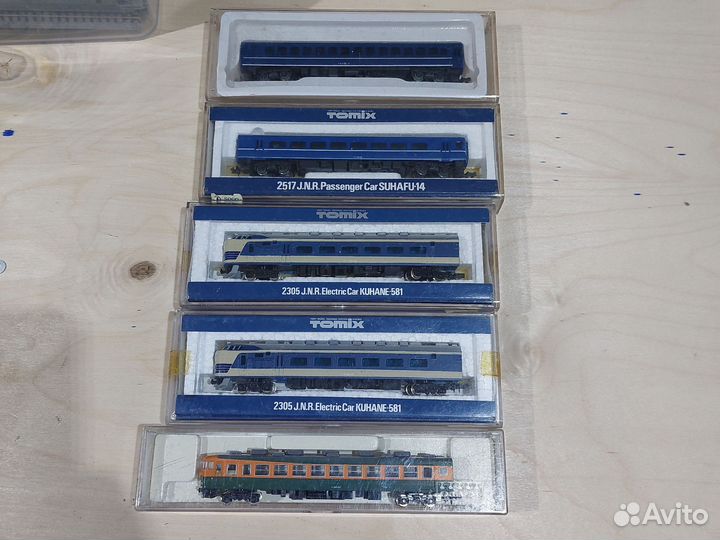 TOMIX
2517 J.N.R. Passenger Car SUHAFU-14
TOMIX
2305 J.N.R. Electric Car KUHANE-581
TOMIX
2305 J.N.R. Electric Car KUHANE-581
Avito